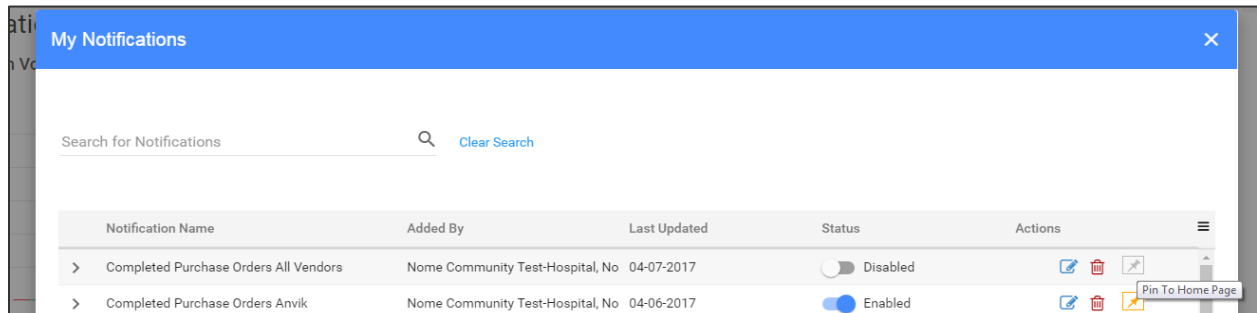 My Notifications
Search for Notifications
Clear Search
Notification Name Added By Last Updated Status Actions
Completed Purchase Orders All Vendors Nome Community Test-Hospital, No 04-07-2017 Disabled
Completed Purchase Orders Anvik Nome Community Test-Hospital, No 04-06-2017 Enabled
Pin To Home Page